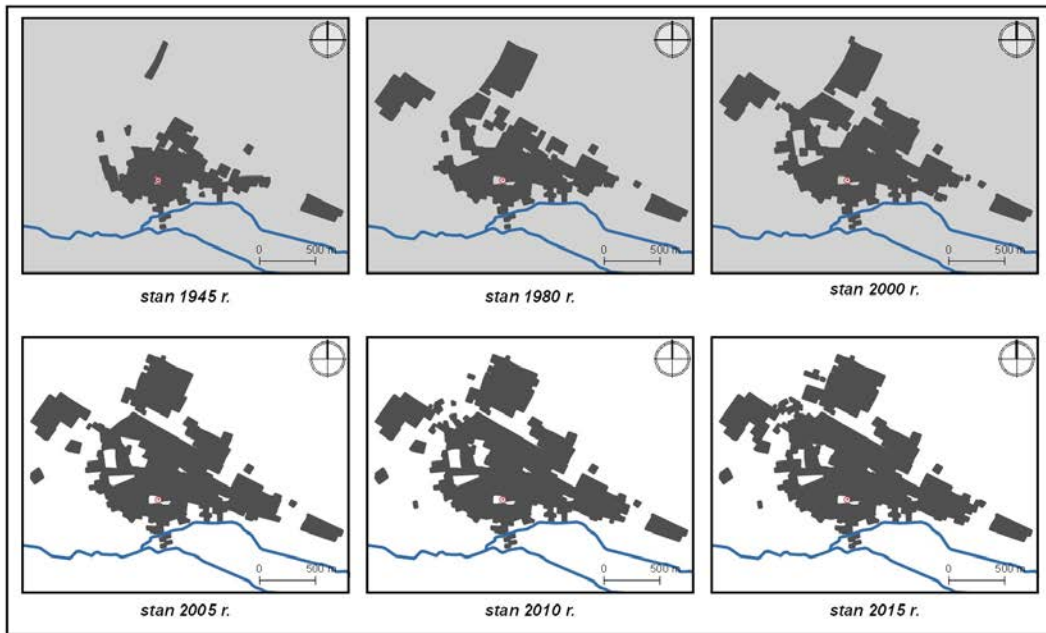 0 500 m
0 500 m
0 500 m
stan 1945 r.
stan 1980 r.
stan 2000 r.
0 500 m
0 500 m
0 500 m
stan 2005 r.
stan 2010 r.
stan 2015 r.